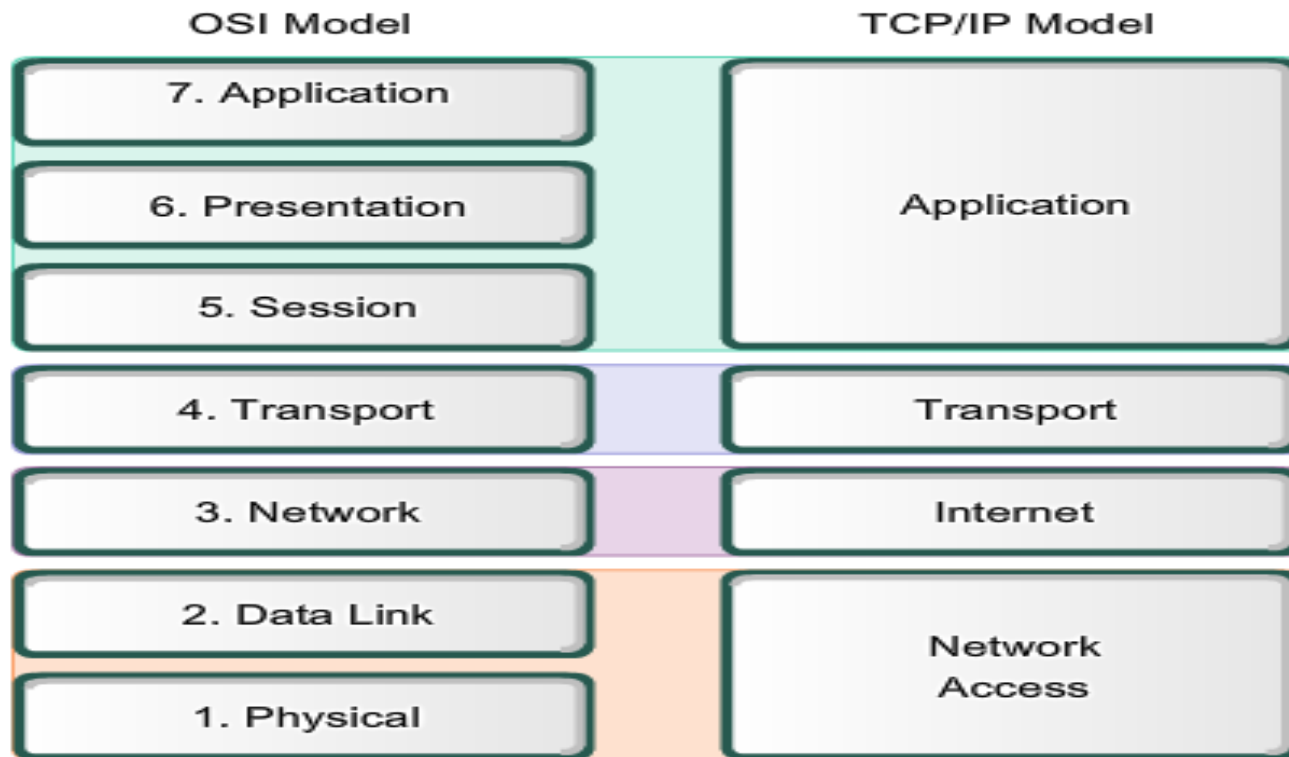 OSI Model
TCP/IP Model
7. Application
6. Presentation
5. Session
4. Transport
3. Network
2. Data Link
1. Physical
Application
Transport
Internet
Network
Access